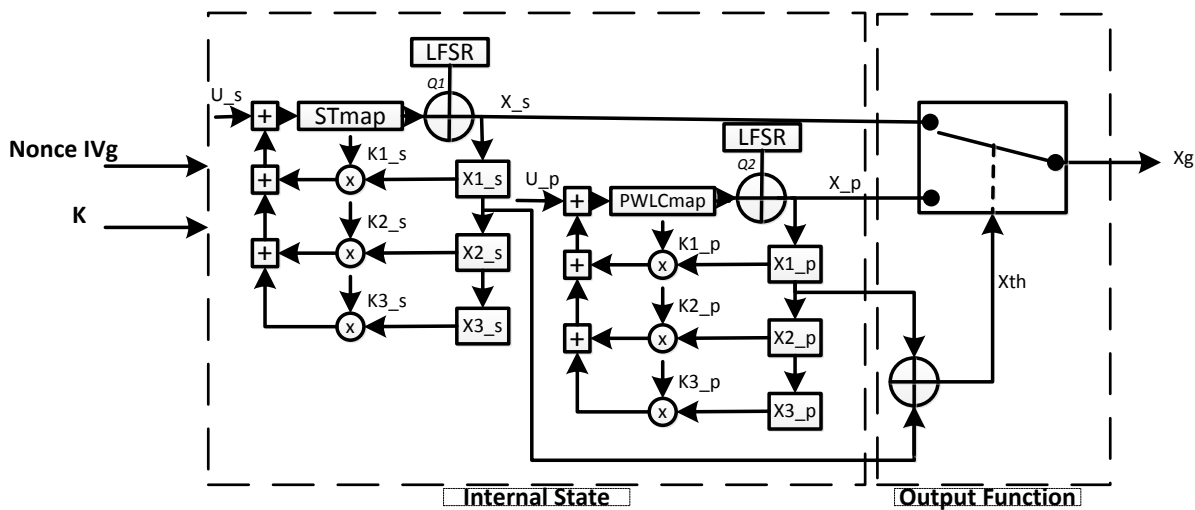 LFSR
Q1
U_s
+
STmap
X_s
LFSR
Nonce IVg
K1_s
+
x
X1_s
Q2
U_p
+
PWLCmap
X_p
Xg
K
K2_s
+
x
X2_s
K1_p
+
x
X1_p
Xth
K3_s
x
X3_s
K2_p
+
x
X2_p
K3_p
x
X3_p
Internal State
Output Function